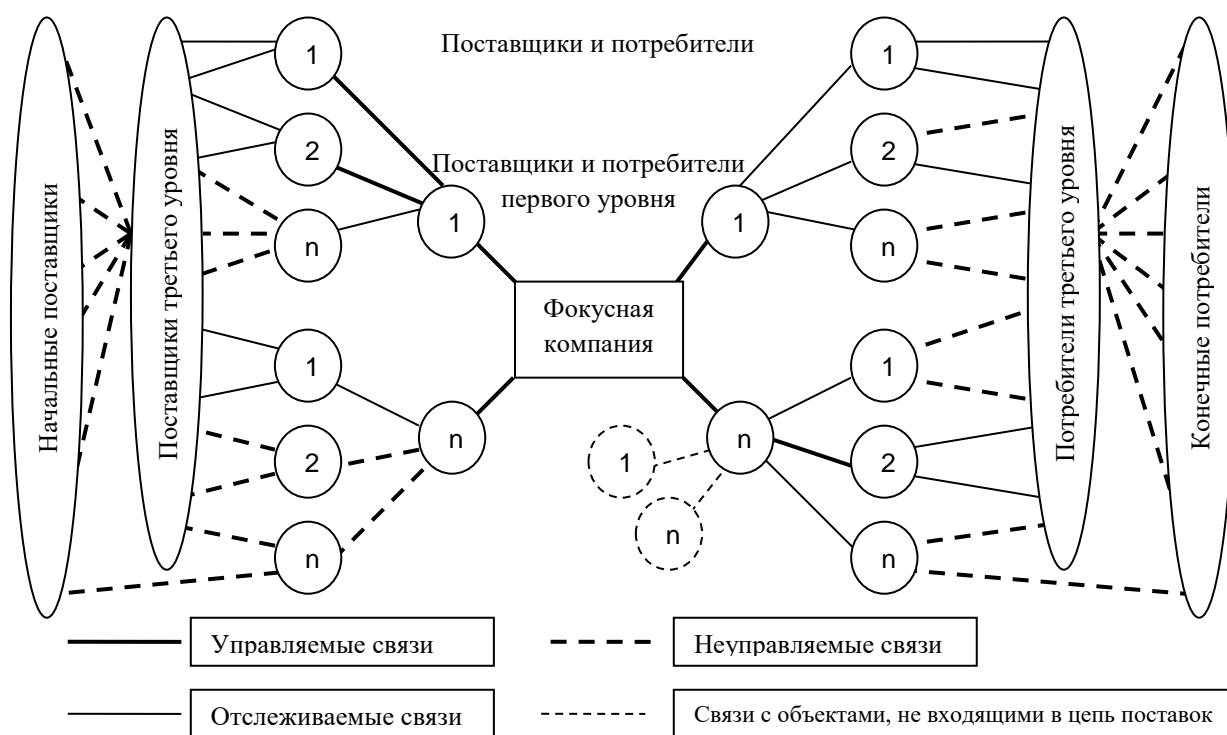 Поставщики и потребители
Поставщики и потребители
первого уровня
Начальные поставщики
Поставщики третьего уровня
1
2
n
1
1
2
n
n
Фокусная
компания
1
1
2
n
n
1
2
n
1
n
Потребители третьего уровня
Конечные потребители
Управляемые связи
Неуправляемые связи
Отслеживаемые связи
Связи с объектами, не входящими в цепь поставок